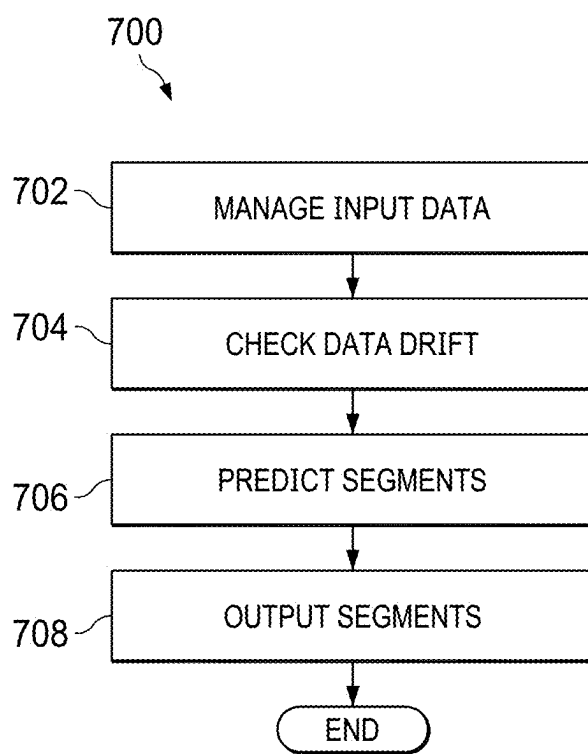 700
702
MANAGE INPUT DATA
704
CHECK DATA DRIFT
706
PREDICT SEGMENTS
708
OUTPUT SEGMENTS
END